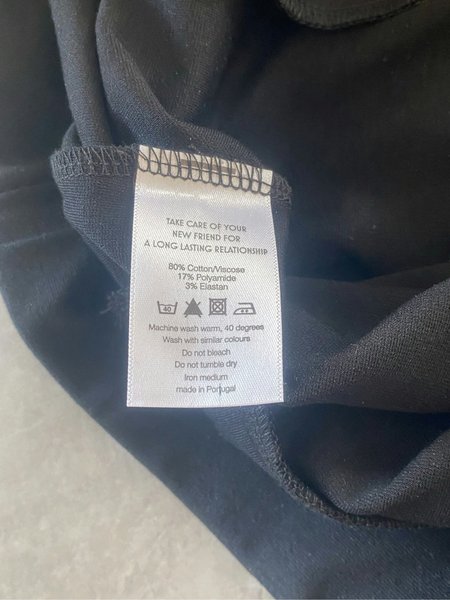 TAKE CARE OF YOUR
NEW FRIEND FOR
A LONG LASTING RELATIONSHIP
80% Cotton/Viscose
17% Polyamide
3% Elastan
40
Machine wash warm, 40 degrees
Wash with similar colours
Do not bleach
Do not tumble dry
Iron medium
made in Portugal